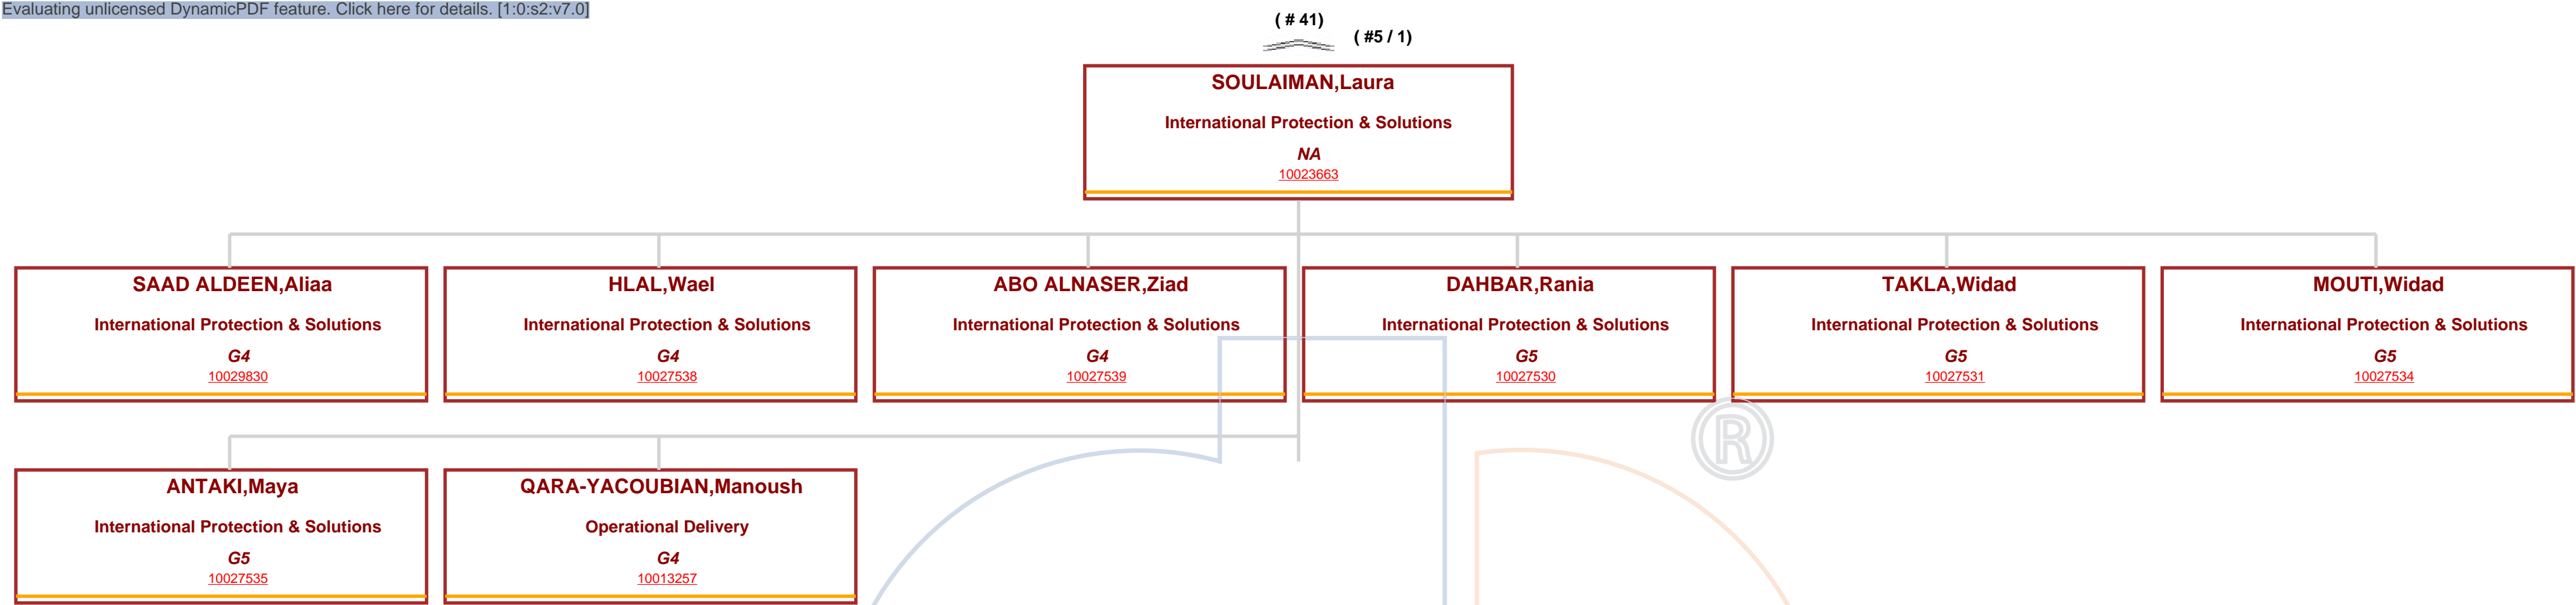 Evaluating unlicensed DynamicPDF feature. Click here for details. [1:0:s2:v7.0]
( # 41)
( #5 / 1)
SOULAIMAN,Laura
International Protection & Solutions
NA
10023663
SAAD ALDEEN,Aliaa
International Protection & Solutions
G4
10029830
HLAL,Wael
International Protection & Solutions
G4
10027538
ABO ALNASER,Ziad
International Protection & Solutions
G4
10027539
DAHBAR,Rania
International Protection & Solutions
G5
10027530
TAKLA,Widad
International Protection & Solutions
G5
10027531
MOUTI,Widad
International Protection & Solutions
G5
10027534
ANTAKI,Maya
International Protection & Solutions
G5
10027535
QARA-YACOUBIAN,Manoush
Operational Delivery
G4
10013257
®